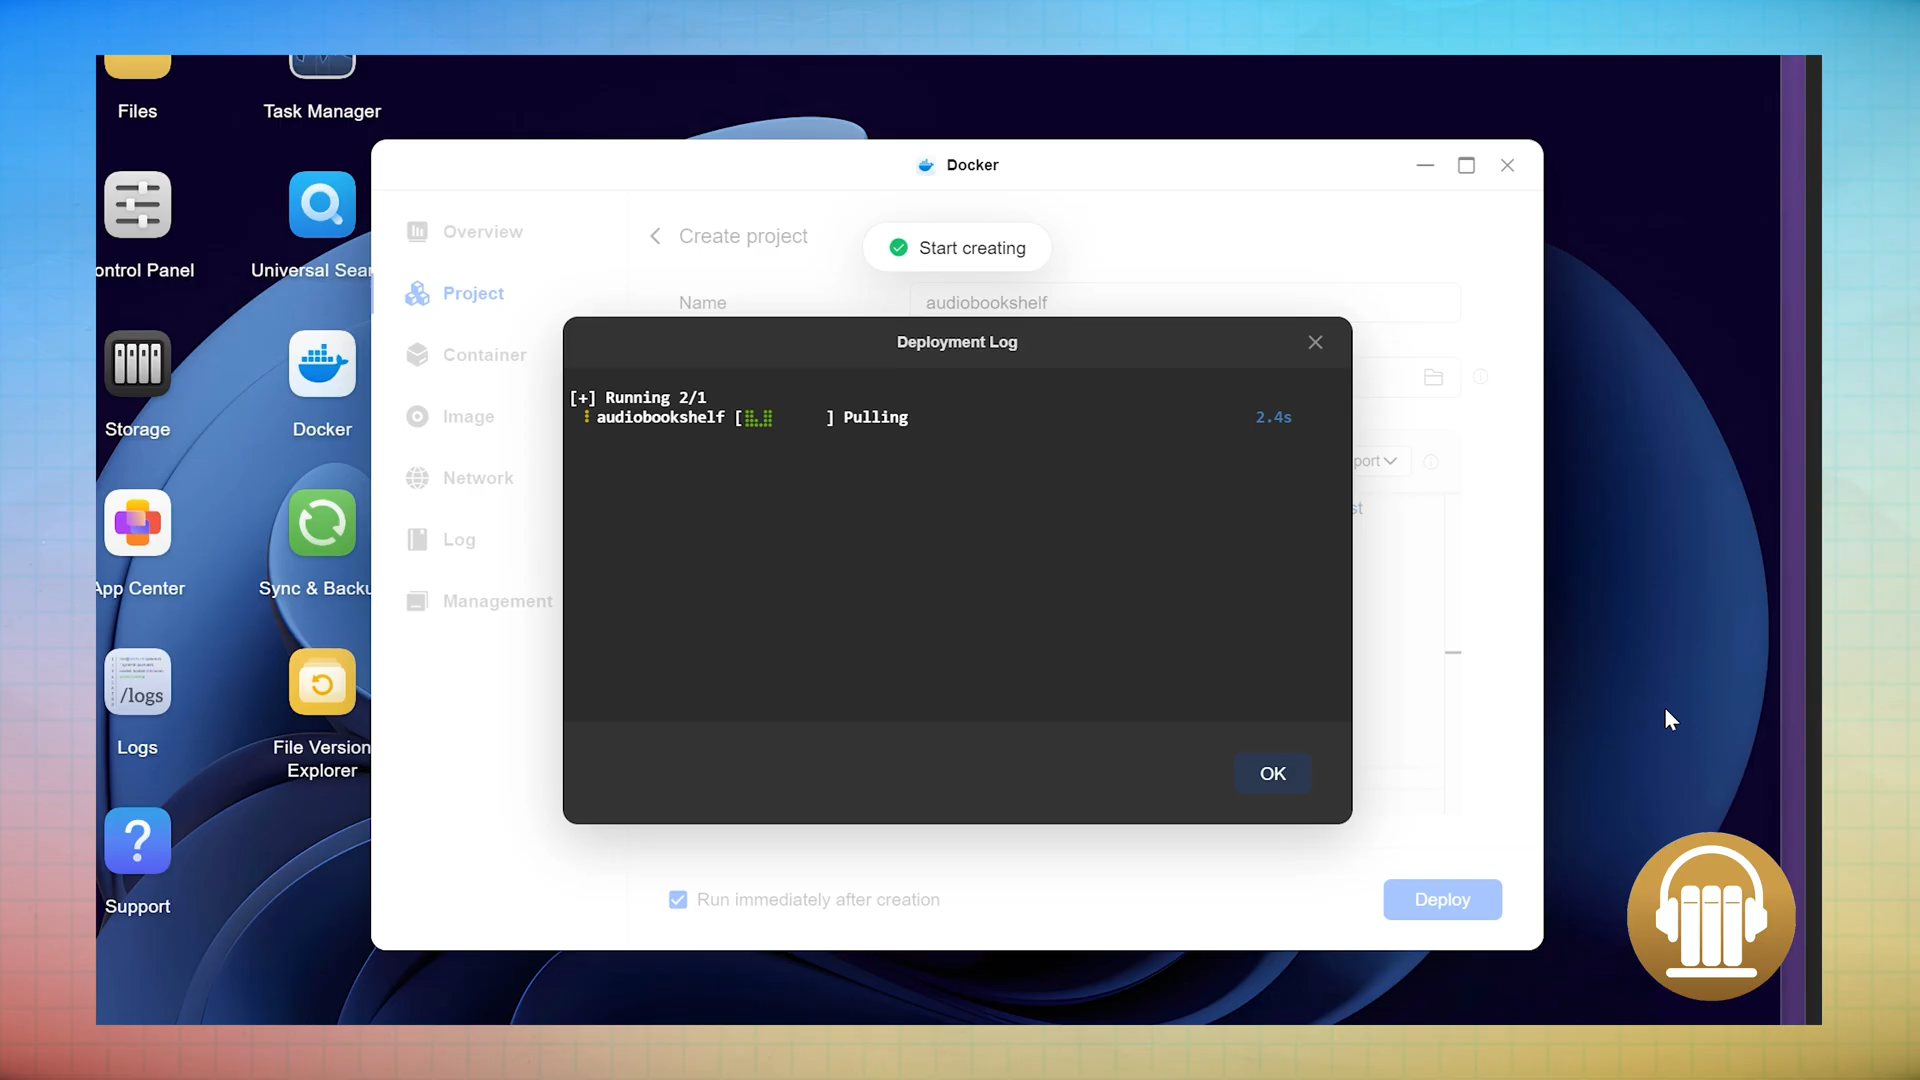 Files
Task Manager
Docker
ontrol Panel
Universal Sear
Overview
Create project
Start creating
Project
Name
audiobookshelf
Container
Deployment Log
[+] Running 2/1
audiobookshelf [ ] Pulling 2.4s
Storage
Docker
Image
port
Network
st
Log
App Center
Sync & Backu
Management
/logs
OK
Logs
File Version
Explorer
Support
Run immediately after creation
Deploy